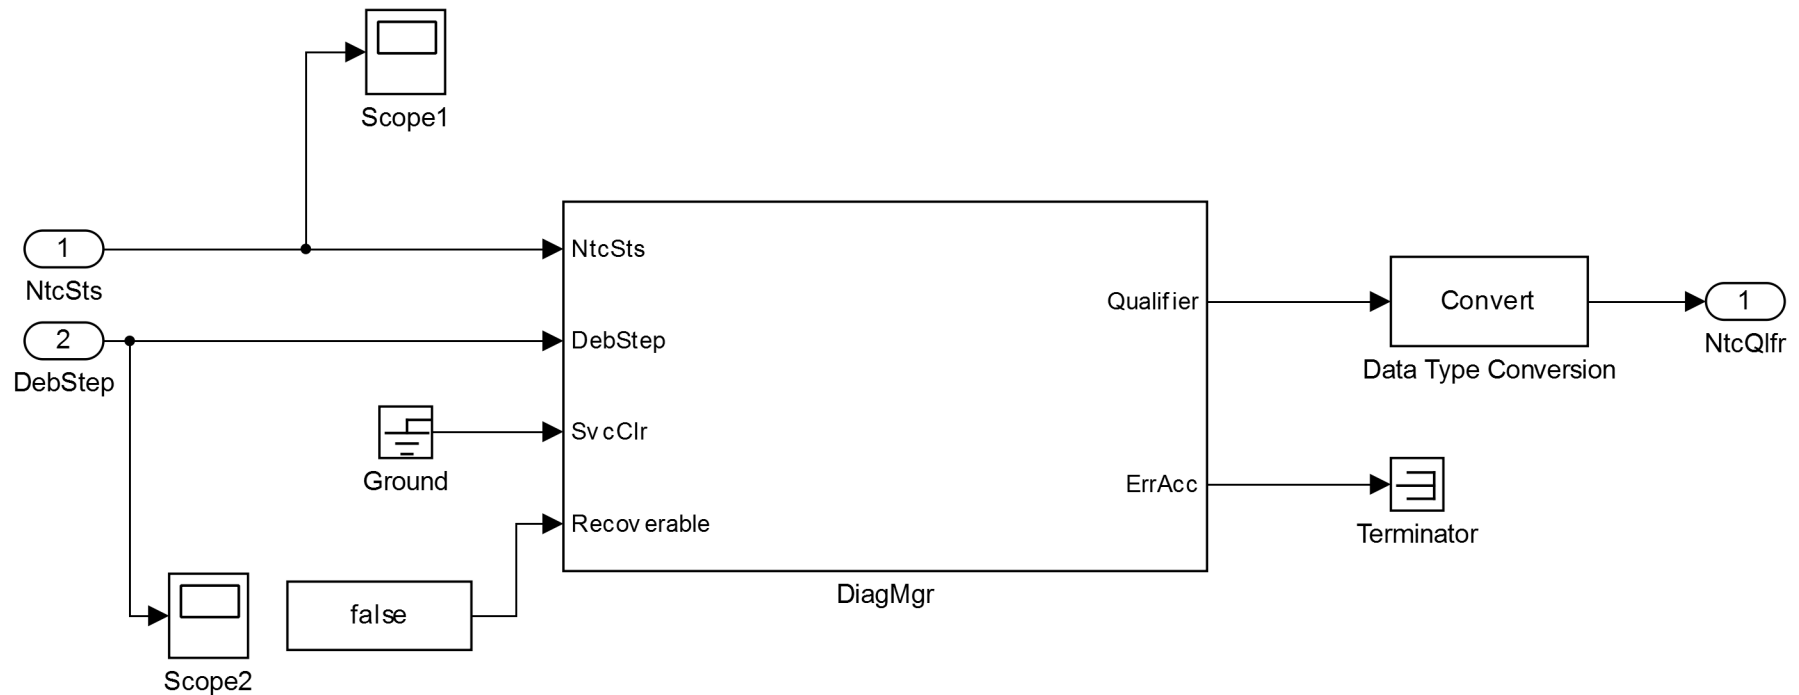 Scope1
1
NtcSts
NtcSts
2
DebStep
DebStep
Ground
SvcClr
false
Recoverable
Scope2
DiagMgr
Qualifier
Convert
Data Type Conversion
1
NtcQlfr
ErrAcc
Terminator